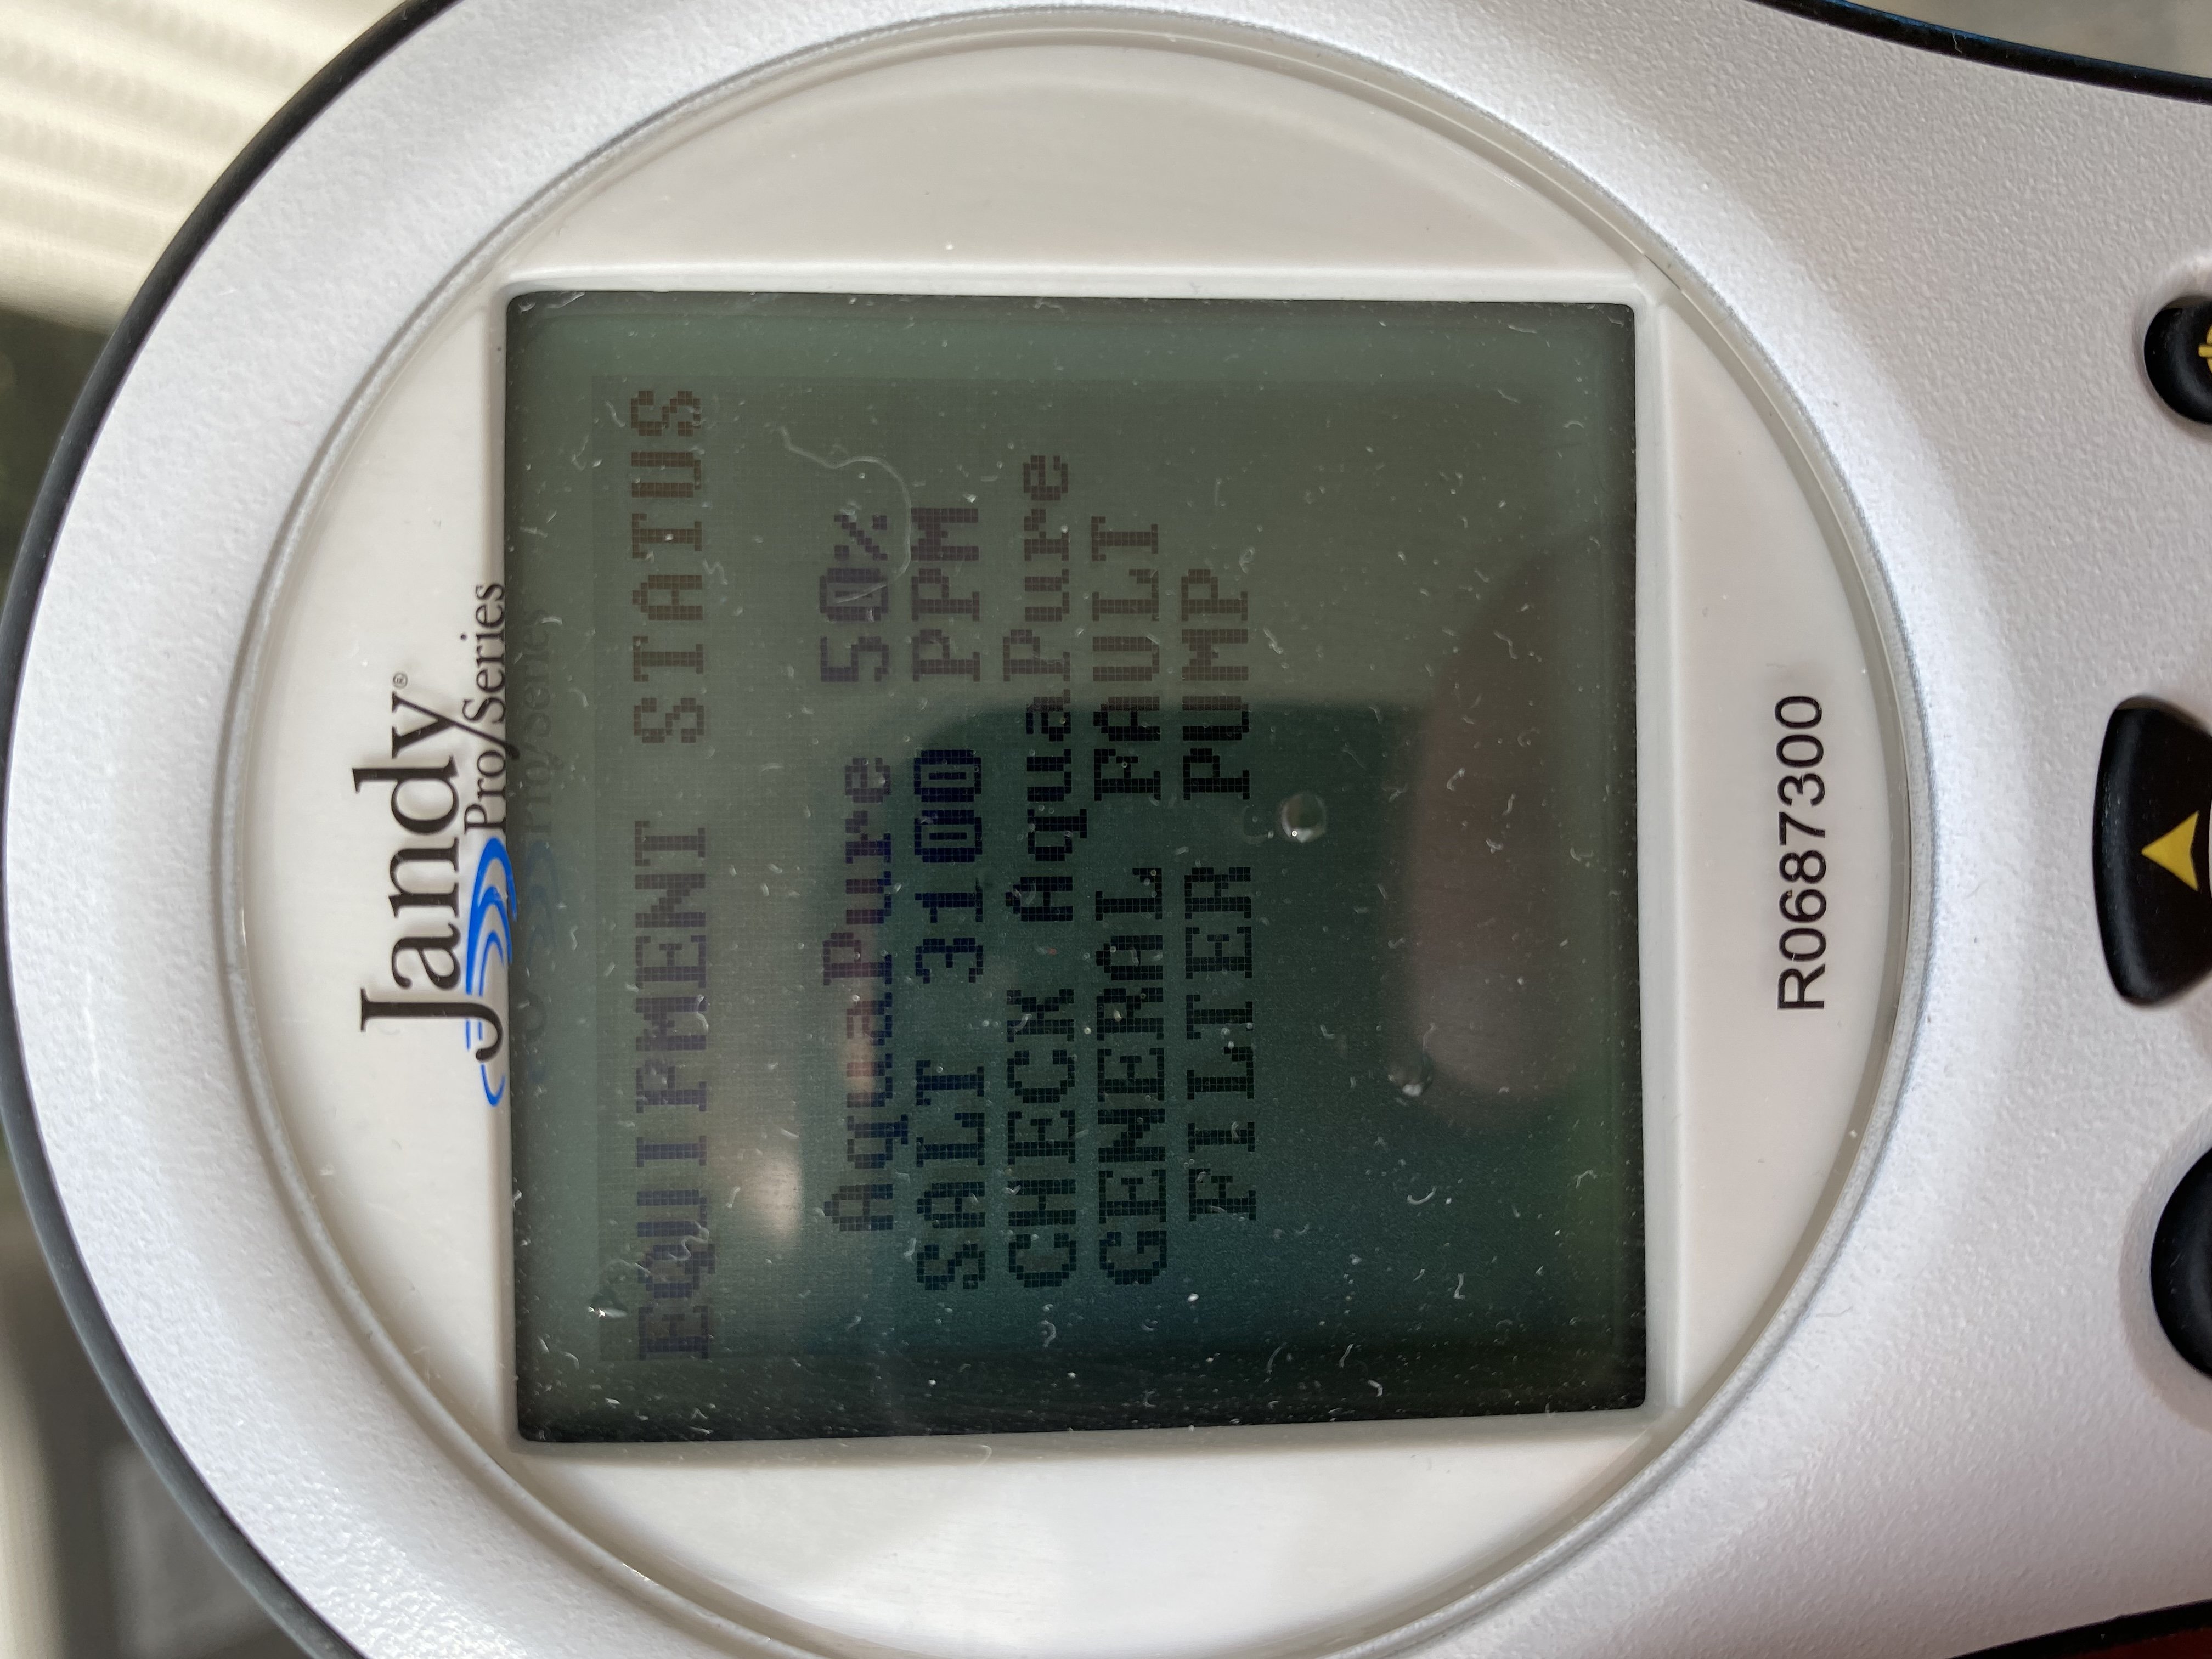 Jandy®
Pro Series
EQUIPMENT STATUS
AquaPure 50%
SALT 3100 PPM
CHECK AquaPure
GENERAL FAULT
FILTER PUMP
R0687300